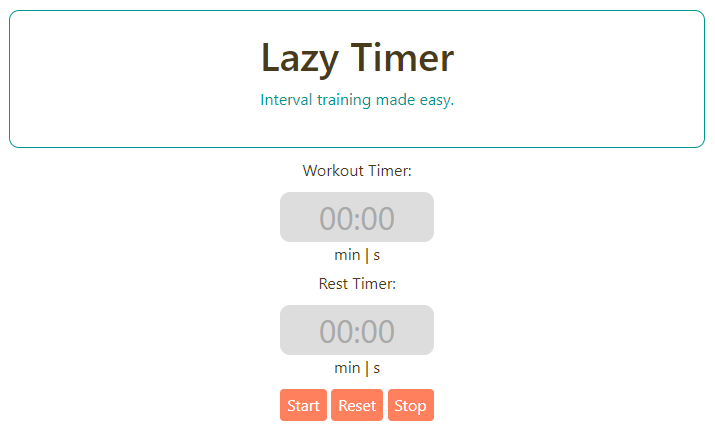 Lazy Timer
Interval training made easy.
Workout Timer:
00:00
min | s
Rest Timer:
00:00
min | s
Start Reset Stop